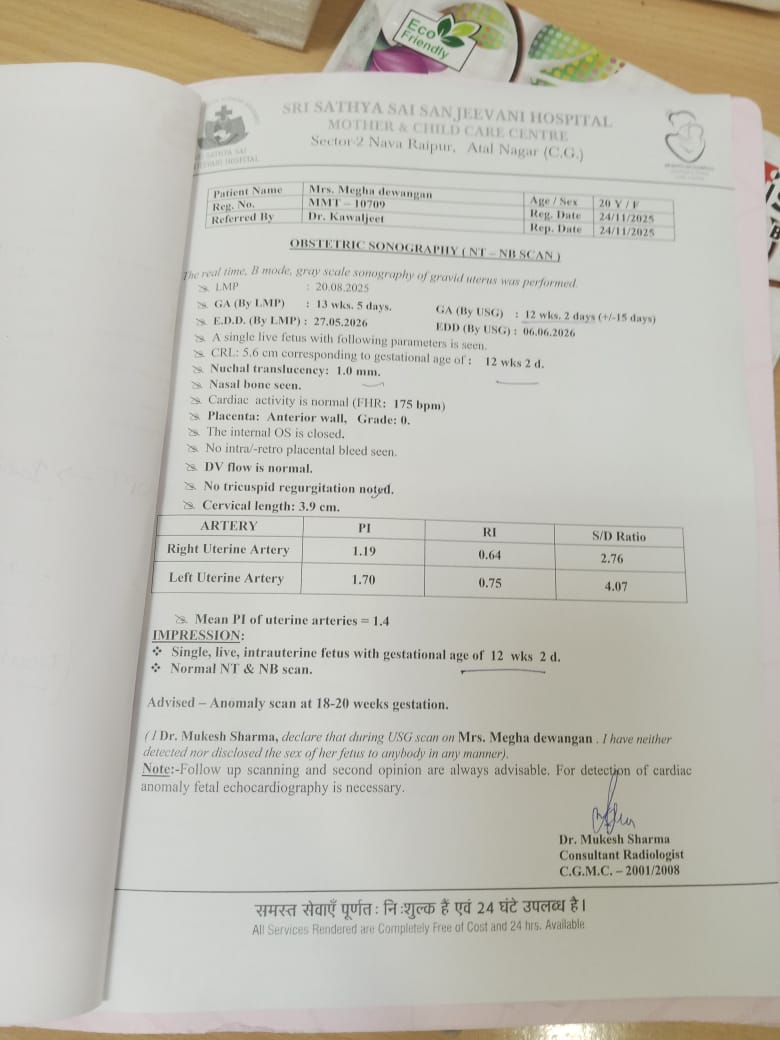 Eco
Friendly
SRI SATHYA SAI SANJEEVANI HOSPITAL
MOTHER & CHILD CARE CENTRE
Sector-2 Nava Raipur, Atal Nagar (C.G.)
SRI SATHYA SAI
SANJEEVANI HOSPITAL
Patient Name Mrs. Megha dewangan Age / Sex 20 Y / F
Reg. No. MMT – 10709 Reg. Date 24/11/2025
Referred By Dr. Kawaljeet Rep. Date 24/11/2025
OBSTETRIC SONOGRAPHY ( NT – NB SCAN )
The real time, B mode, gray scale sonography of gravid uterus was performed.
LMP : 20.08.2025
GA (By LMP) : 13 wks. 5 days. GA (By USG) : 12 wks. 2 days (+/-15 days)
E.D.D. (By LMP) : 27.05.2026 EDD (By USG) : 06.06.2026
A single live fetus with following parameters is seen.
CRL: 5.6 cm corresponding to gestational age of : 12 wks 2 d.
Nuchal translucency: 1.0 mm.
Nasal bone seen.
Cardiac activity is normal (FHR: 175 bpm)
Placenta: Anterior wall, Grade: 0.
The internal OS is closed.
No intra/-retro placental bleed seen.
DV flow is normal.
No tricuspid regurgitation noted.
Cervical length: 3.9 cm.
ARTERY PI RI S/D Ratio
Right Uterine Artery 1.19 0.64 2.76
Left Uterine Artery 1.70 0.75 4.07
Mean PI of uterine arteries = 1.4
IMPRESSION:
Single, live, intrauterine fetus with gestational age of 12 wks 2 d.
Normal NT & NB scan.
Advised – Anomaly scan at 18-20 weeks gestation.
( I Dr. Mukesh Sharma, declare that during USG scan on Mrs. Megha dewangan . I have neither
detected nor disclosed the sex of her fetus to anybody in any manner).
Note:-Follow up scanning and second opinion are always advisable. For detection of cardiac
anomaly fetal echocardiography is necessary.
Dr. Mukesh Sharma
Consultant Radiologist
C.G.M.C. – 2001/2008
समस्त सेवाएँ पूर्णतः निःशुल्क हैं एवं 24 घंटे उपलब्ध है।
All Services Rendered are Completely Free of Cost and 24 hrs. Available